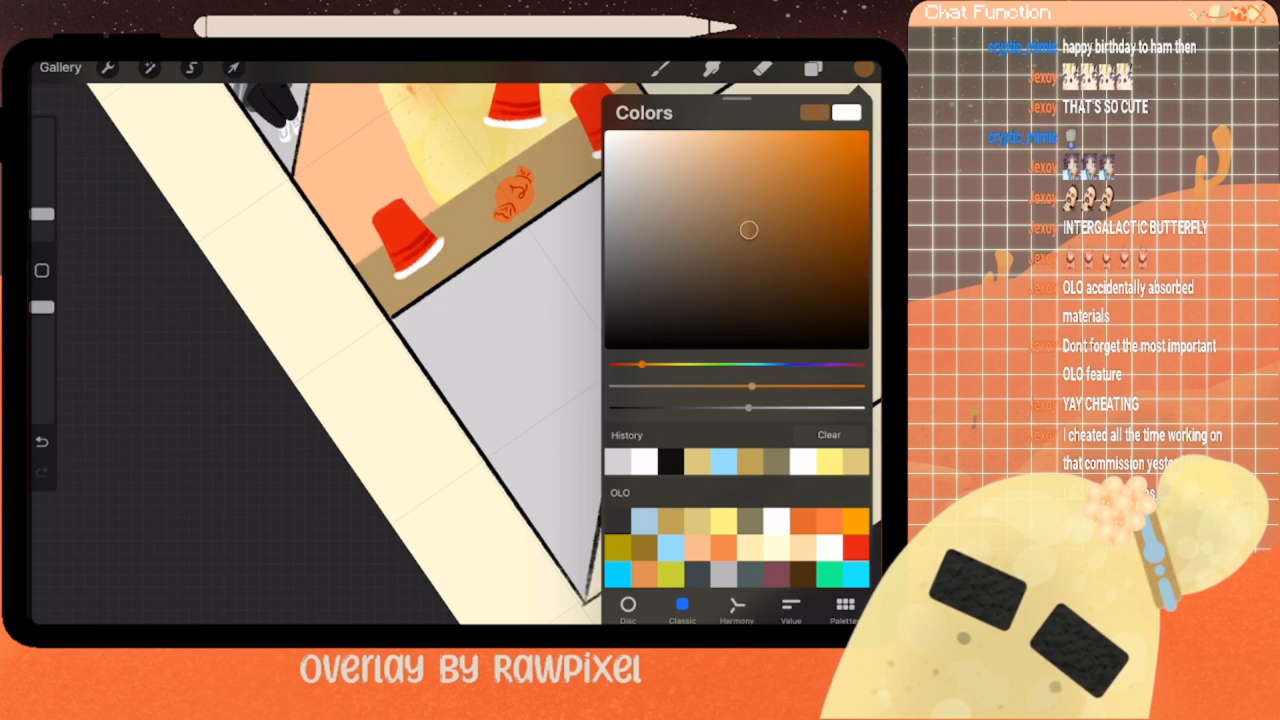 Chat Function
Gallery
Colors
cryptic_mimic happy birthday to ham then
Jexoy
Jexoy THAT'S SO CUTE
cryptic_mimic
Jexoy
Jexoy
Jexoy INTERGALACTIC BUTTERFLY
Jexoy
Jexoy OLO accidentally absorbed
materials
Jexoy Dont forget the most important
OLO feature
Jexoy YAY CHEATING
Jexoy I cheated all the time working on
that commission
History
Clear
OLO
Disc
Classic
Harmony
Value
Palettes
OVERLAY BY RAWPIXEL